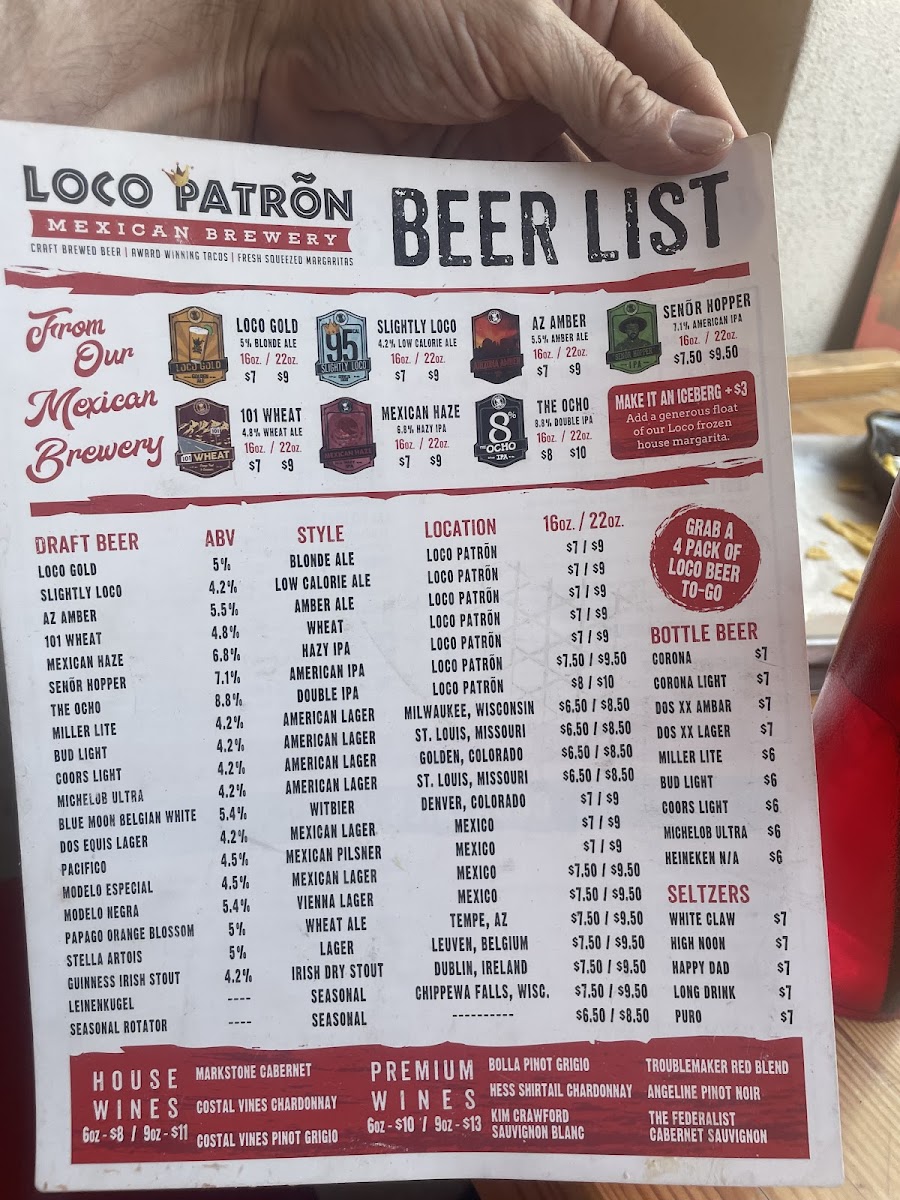 LOCO PATRÕN
MEXICAN BREWERY
CRAFT BREWED BEER | AWARD WINNING TACOS | FRESH SQUEEZED MARGARITAS
BEER LIST
From
Our
Mexican
Brewery
LOCO GOLD
5% BLONDE ALE
16oz. / 22oz.
$7 $9
95
SLIGHTLY LOCO
SLIGHTLY LOCO
4.2% LOW CALORIE ALE
16oz. / 22oz.
$7 $9
AZ AMBER
5.5% AMBER ALE
16oz. / 22oz.
$7 $9
SENÕR HOPPER
7.1% AMERICAN IPA
16oz. / 22oz.
$7.50 $9.50
101 WHEAT
101 WHEAT
4.8% WHEAT ALE
16oz. / 22oz.
$7 $9
MEXICAN HAZE
6.8% HAZY IPA
16oz. / 22oz.
$7 $9
8%
OCHO
IPA
THE OCHO
8.8% DOUBLE IPA
16oz. / 22oz.
$8 $10
MAKE IT AN ICEBERG +$3
Add a generous float
of our Loco frozen
house margarita.
DRAFT BEER ABV STYLE LOCATION 16oz. / 22oz.
LOCO GOLD 5% BLONDE ALE LOCO PATRÕN $7 / $9
SLIGHTLY LOCO 4.2% LOW CALORIE ALE LOCO PATRÕN $7 / $9
AZ AMBER 5.5% AMBER ALE LOCO PATRÕN $7 / $9
101 WHEAT 4.8% WHEAT LOCO PATRÕN $7 / $9
MEXICAN HAZE 6.8% HAZY IPA LOCO PATRÕN $7 / $9
SENÕR HOPPER 7.1% AMERICAN IPA LOCO PATRÕN $7.50 / $9.50
THE OCHO 8.8% DOUBLE IPA LOCO PATRÕN $8 / $10
MILLER LITE 4.2% AMERICAN LAGER MILWAUKEE, WISCONSIN $6.50 / $8.50
BUD LIGHT 4.2% AMERICAN LAGER ST. LOUIS, MISSOURI $6.50 / $8.50
COORS LIGHT 4.2% AMERICAN LAGER GOLDEN, COLORADO $6.50 / $8.50
MICHELOB ULTRA 4.2% AMERICAN LAGER ST. LOUIS, MISSOURI $6.50 / $8.50
BLUE MOON BELGIAN WHITE 5.4% WITBIER DENVER, COLORADO $7 / $9
DOS EQUIS LAGER 4.2% MEXICAN LAGER MEXICO $7 / $9
PACIFICO 4.5% MEXICAN PILSNER MEXICO $7 / $9
MODELO ESPECIAL 4.5% MEXICAN LAGER MEXICO $7.50 / $9.50
MODELO NEGRA 5.4% VIENNA LAGER MEXICO $7.50 / $9.50
PAPAGO ORANGE BLOSSOM 5% WHEAT ALE TEMPE, AZ $7.50 / $9.50
STELLA ARTOIS 5% LAGER LEUVEN, BELGIUM $7.50 / $9.50
GUINNESS IRISH STOUT 4.2% IRISH DRY STOUT DUBLIN, IRELAND $7.50 / $9.50
LEINENKUGEL ---- SEASONAL CHIPPEWA FALLS, WISC. $7.50 / $9.50
SEASONAL ROTATOR ---- SEASONAL ---------- $6.50 / $8.50
GRAB A
4 PACK OF
LOCO BEER
TO-GO
BOTTLE BEER
CORONA $7
CORONA LIGHT $7
DOS XX AMBAR $7
DOS XX LAGER $7
MILLER LITE $6
BUD LIGHT $6
COORS LIGHT $6
MICHELOB ULTRA $6
HEINEKEN N/A $6
SELTZERS
WHITE CLAW $7
HIGH NOON $7
HAPPY DAD $7
LONG DRINK $7
PURO $7
HOUSE
WINES
6oz - $8 / 9oz - $11
MARKSTONE CABERNET
COSTAL VINES CHARDONNAY
COSTAL VINES PINOT GRIGIO
PREMIUM
WINES
6oz - $10 / 9oz - $13
BOLLA PINOT GRIGIO
HESS SHIRTAIL CHARDONNAY
KIM CRAWFORD
SAUVIGNON BLANC
TROUBLEMAKER RED BLEND
ANGELINE PINOT NOIR
THE FEDERALIST
CABERNET SAUVIGNON